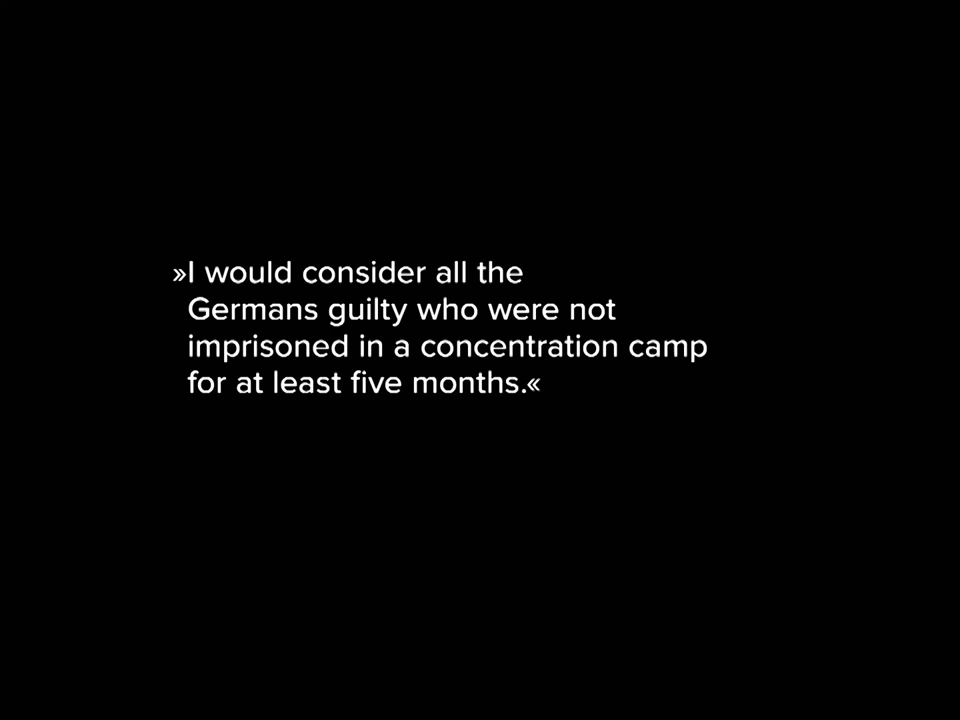 »I would consider all the
Germans guilty who were not
imprisoned in a concentration camp
for at least five months.«